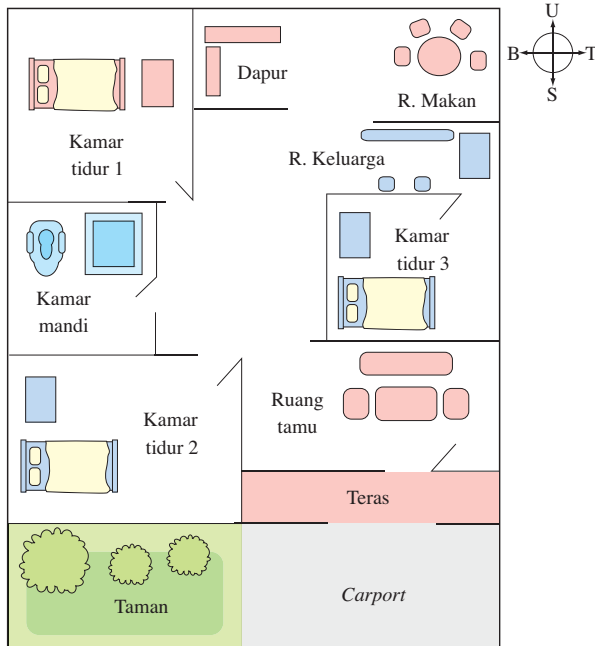 U
B
T
S
Dapur
R. Makan
Kamar
tidur 1
R. Keluarga
Kamar
tidur 3
Kamar
mandi
Kamar
tidur 2
Ruang
tamu
Teras
Taman
Carport